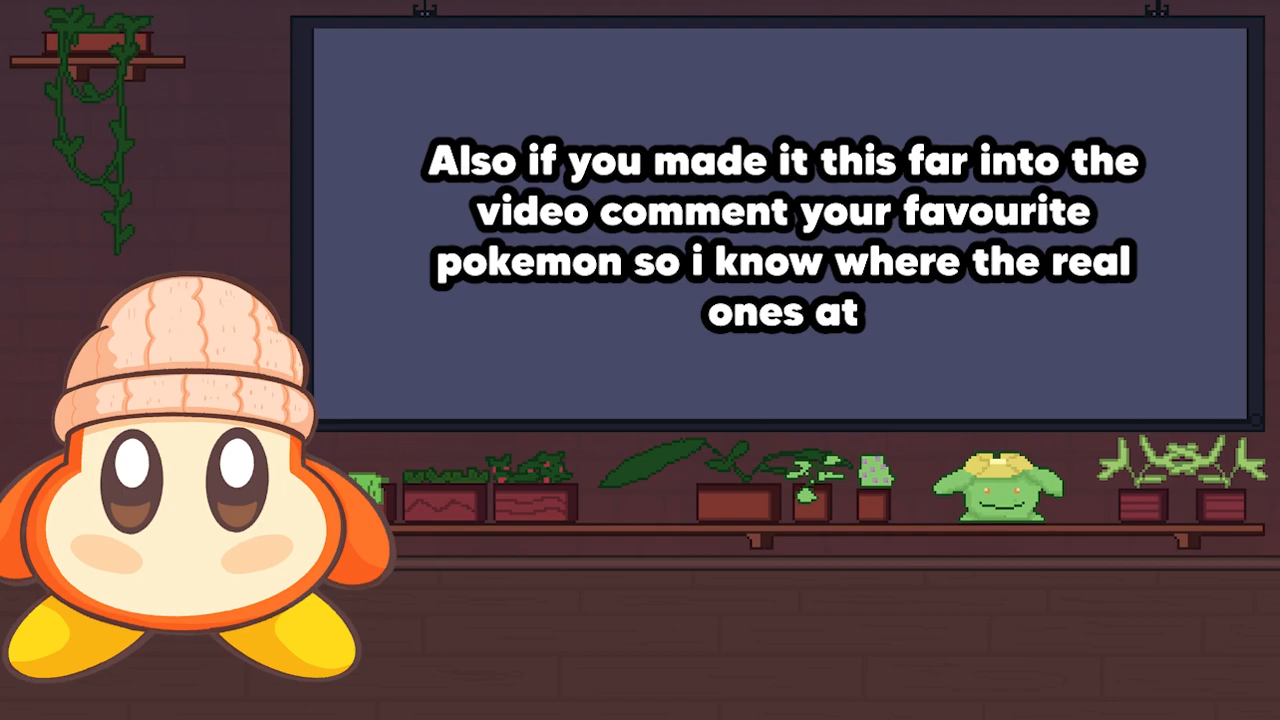 Also if you made it this far into the
video comment your favourite
pokemon so i know where the real
ones at